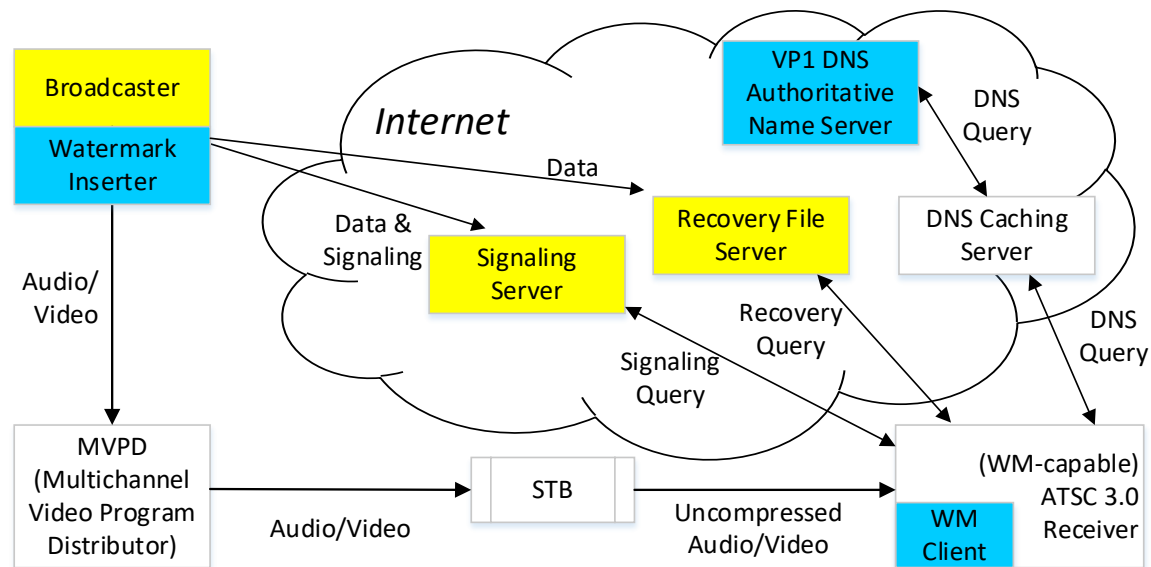 Broadcaster
Watermark
Inserter
Internet
VP1 DNS
Authoritative
Name Server
DNS
Query
Data
Data &
Signaling
Signaling
Server
Recovery File
Server
DNS Caching
Server
Audio/
Video
Recovery
Query
DNS
Query
Signaling
Query
MVPD
(Multichannel
Video Program
Distributor)
Audio/Video
STB
Uncompressed
Audio/Video
(WM-capable)
ATSC 3.0
Receiver
WM
Client